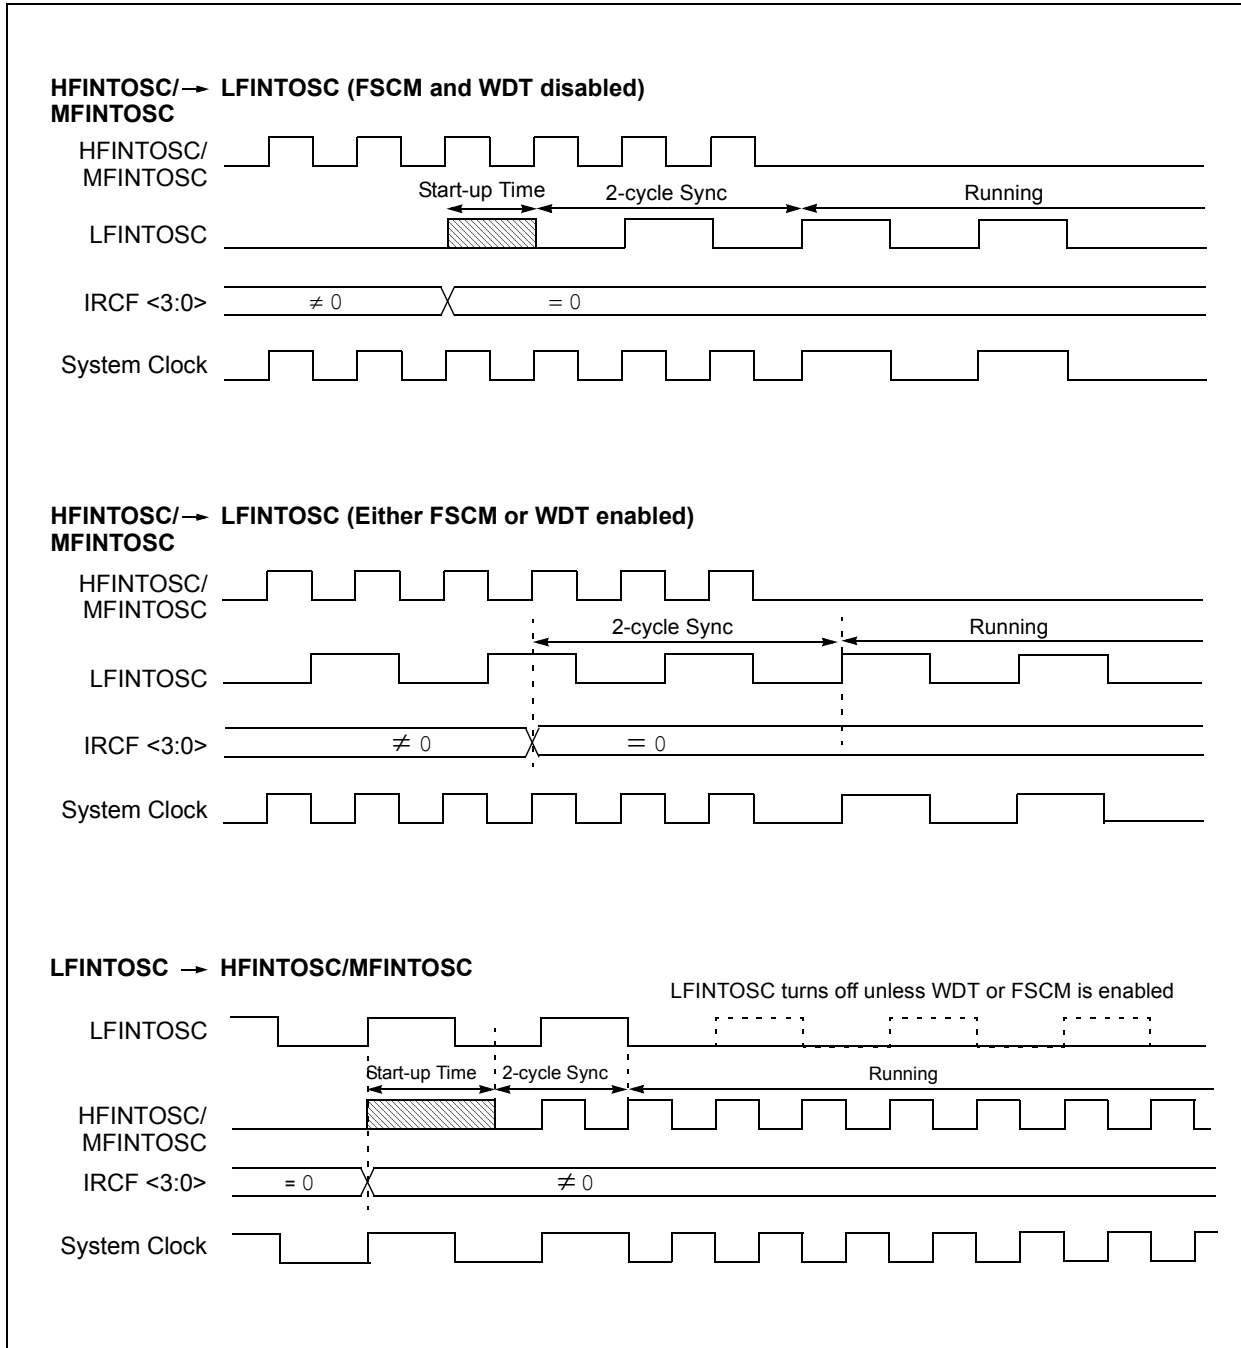 HFINTOSC/→ LFINTOSC (FSCM and WDT disabled)
MFINTOSC
HFINTOSC/
MFINTOSC
Start-up Time 2-cycle Sync Running
LFINTOSC
IRCF <3:0> ≠ 0 = 0
System Clock
HFINTOSC/→ LFINTOSC (Either FSCM or WDT enabled)
MFINTOSC
HFINTOSC/
MFINTOSC
2-cycle Sync Running
LFINTOSC
IRCF <3:0> ≠ 0 = 0
System Clock
LFINTOSC → HFINTOSC/MFINTOSC
LFINTOSC turns off unless WDT or FSCM is enabled
LFINTOSC
Start-up Time 2-cycle Sync Running
HFINTOSC/
MFINTOSC
IRCF <3:0> = 0 ≠ 0
System Clock